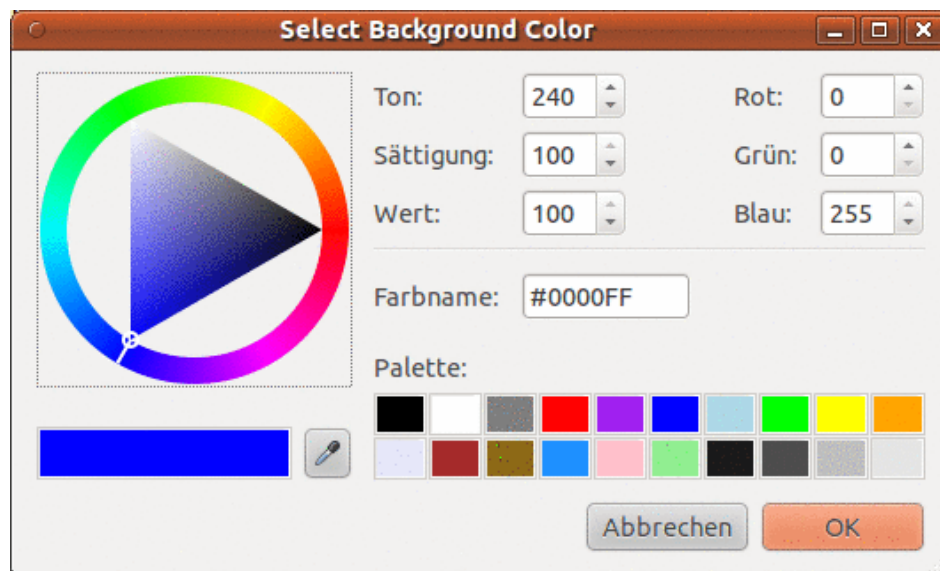 Select Background Color
Ton: 240 Rot: 0
Sättigung: 100 Grün: 0
Wert: 100 Blau: 255
Farbname: #0000FF
Palette:
Abbrechen OK